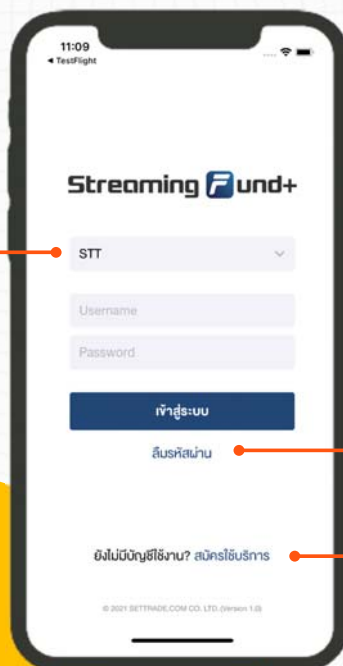 11:09
◀ TestFlight
Streaming Fund+
STT
Username
Password
เข้าสู่ระบบ
ลืมรหัสผ่าน
ยังไม่มีบัญชีใช้งาน? สมัครใช้บริการ
© 2021 SETTRADE.COM CO. LTD. (Version 1.0)